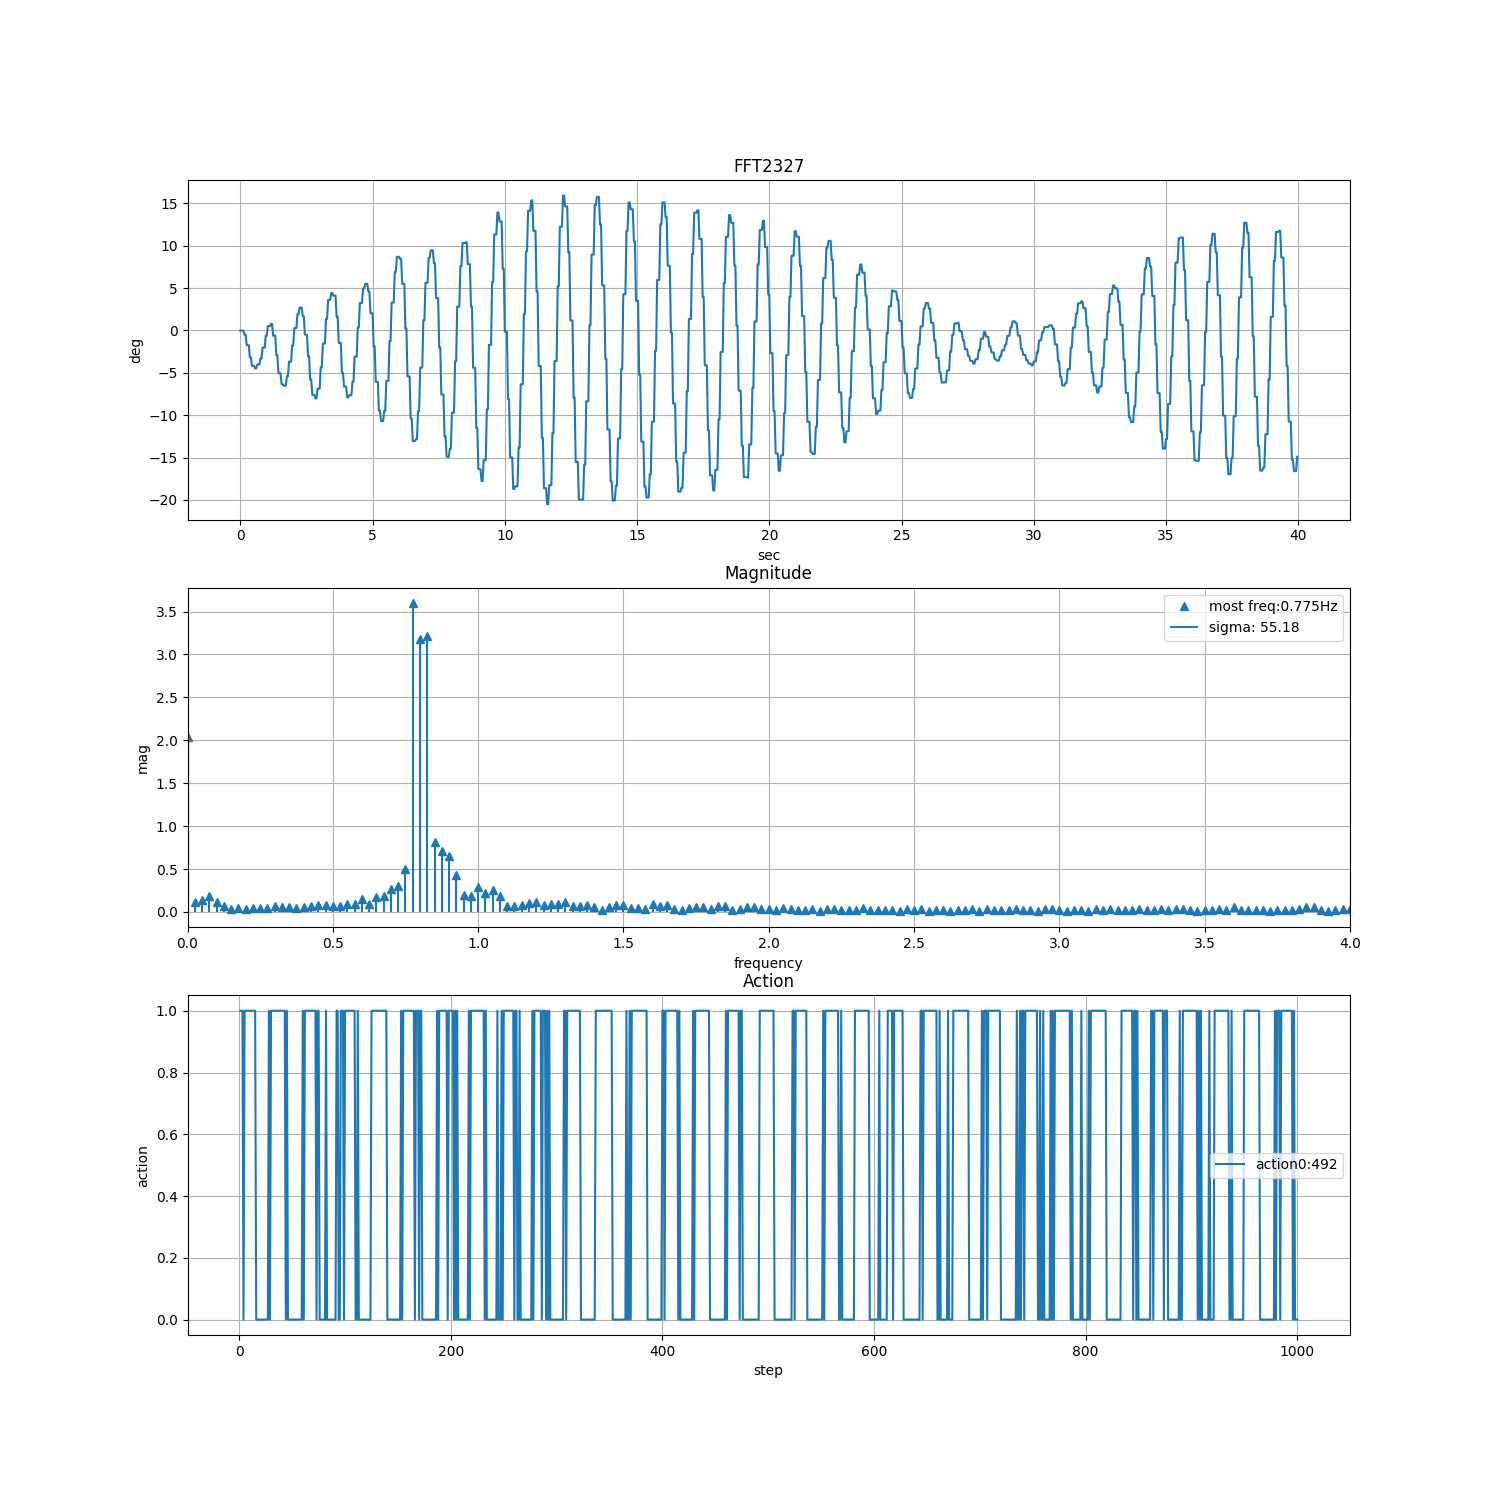 FFT2327
15
10
5
0
−5
−10
−15
−20
deg
0 5 10 15 20 25 30 35 40
sec
Magnitude
3.5
3.0
2.5
2.0
1.5
1.0
0.5
0.0
mag
most freq:0.775Hz
sigma: 55.18
0.0 0.5 1.0 1.5 2.0 2.5 3.0 3.5 4.0
frequency
Action
1.0
0.8
0.6
0.4
0.2
0.0
action
action0:492
0 200 400 600 800 1000
step